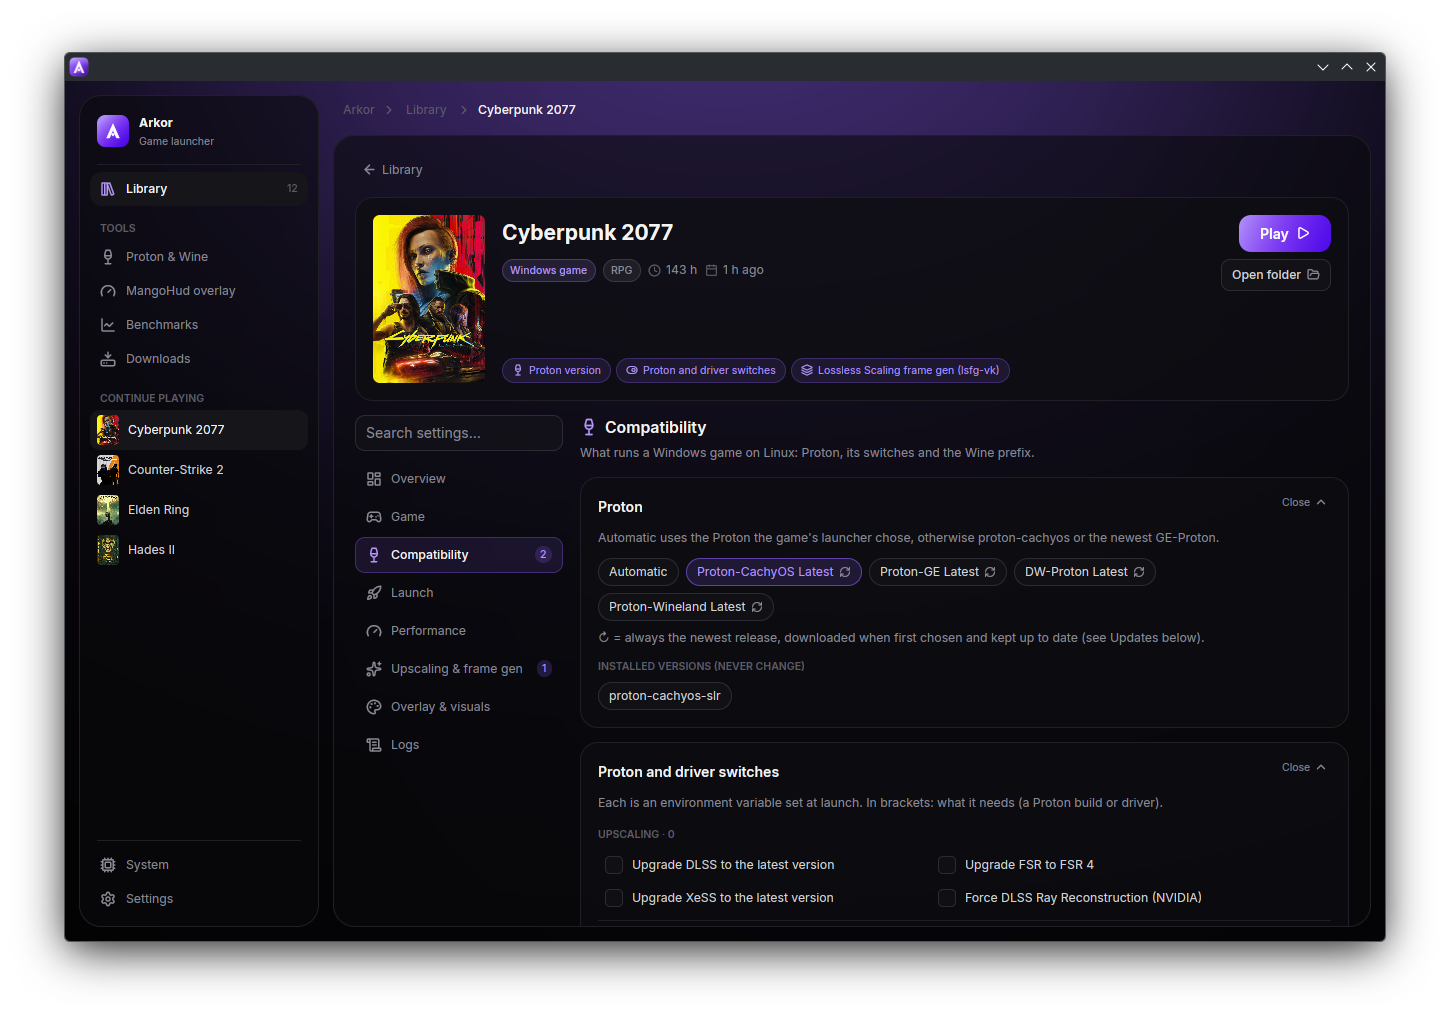 Arkor
Game launcher
Library 12
TOOLS
Proton & Wine
MangoHud overlay
Benchmarks
Downloads
CONTINUE PLAYING
Cyberpunk 2077
Counter-Strike 2
Elden Ring
Hades II
System
Settings
Arkor > Library > Cyberpunk 2077
Library
CYBERPUNK
Cyberpunk 2077
Windows game RPG 143 h 1 h ago
Play
Open folder
Proton version Proton and driver switches Lossless Scaling frame gen (lsfg-vk)
Search settings...
Overview
Game
Compatibility 2
Launch
Performance
Upscaling & frame gen 1
Overlay & visuals
Logs
Compatibility
What runs a Windows game on Linux: Proton, its switches and the Wine prefix.
Proton Close
Automatic uses the Proton the game's launcher chose, otherwise proton-cachyos or the newest GE-Proton.
Automatic Proton-CachyOS Latest Proton-GE Latest DW-Proton Latest
Proton-Wineland Latest
↻ = always the newest release, downloaded when first chosen and kept up to date (see Updates below).
INSTALLED VERSIONS (NEVER CHANGE)
proton-cachyos-slr
Proton and driver switches Close
Each is an environment variable set at launch. In brackets: what it needs (a Proton build or driver).
UPSCALING · 0
Upgrade DLSS to the latest version Upgrade FSR to FSR 4
Upgrade XeSS to the latest version Force DLSS Ray Reconstruction (NVIDIA)